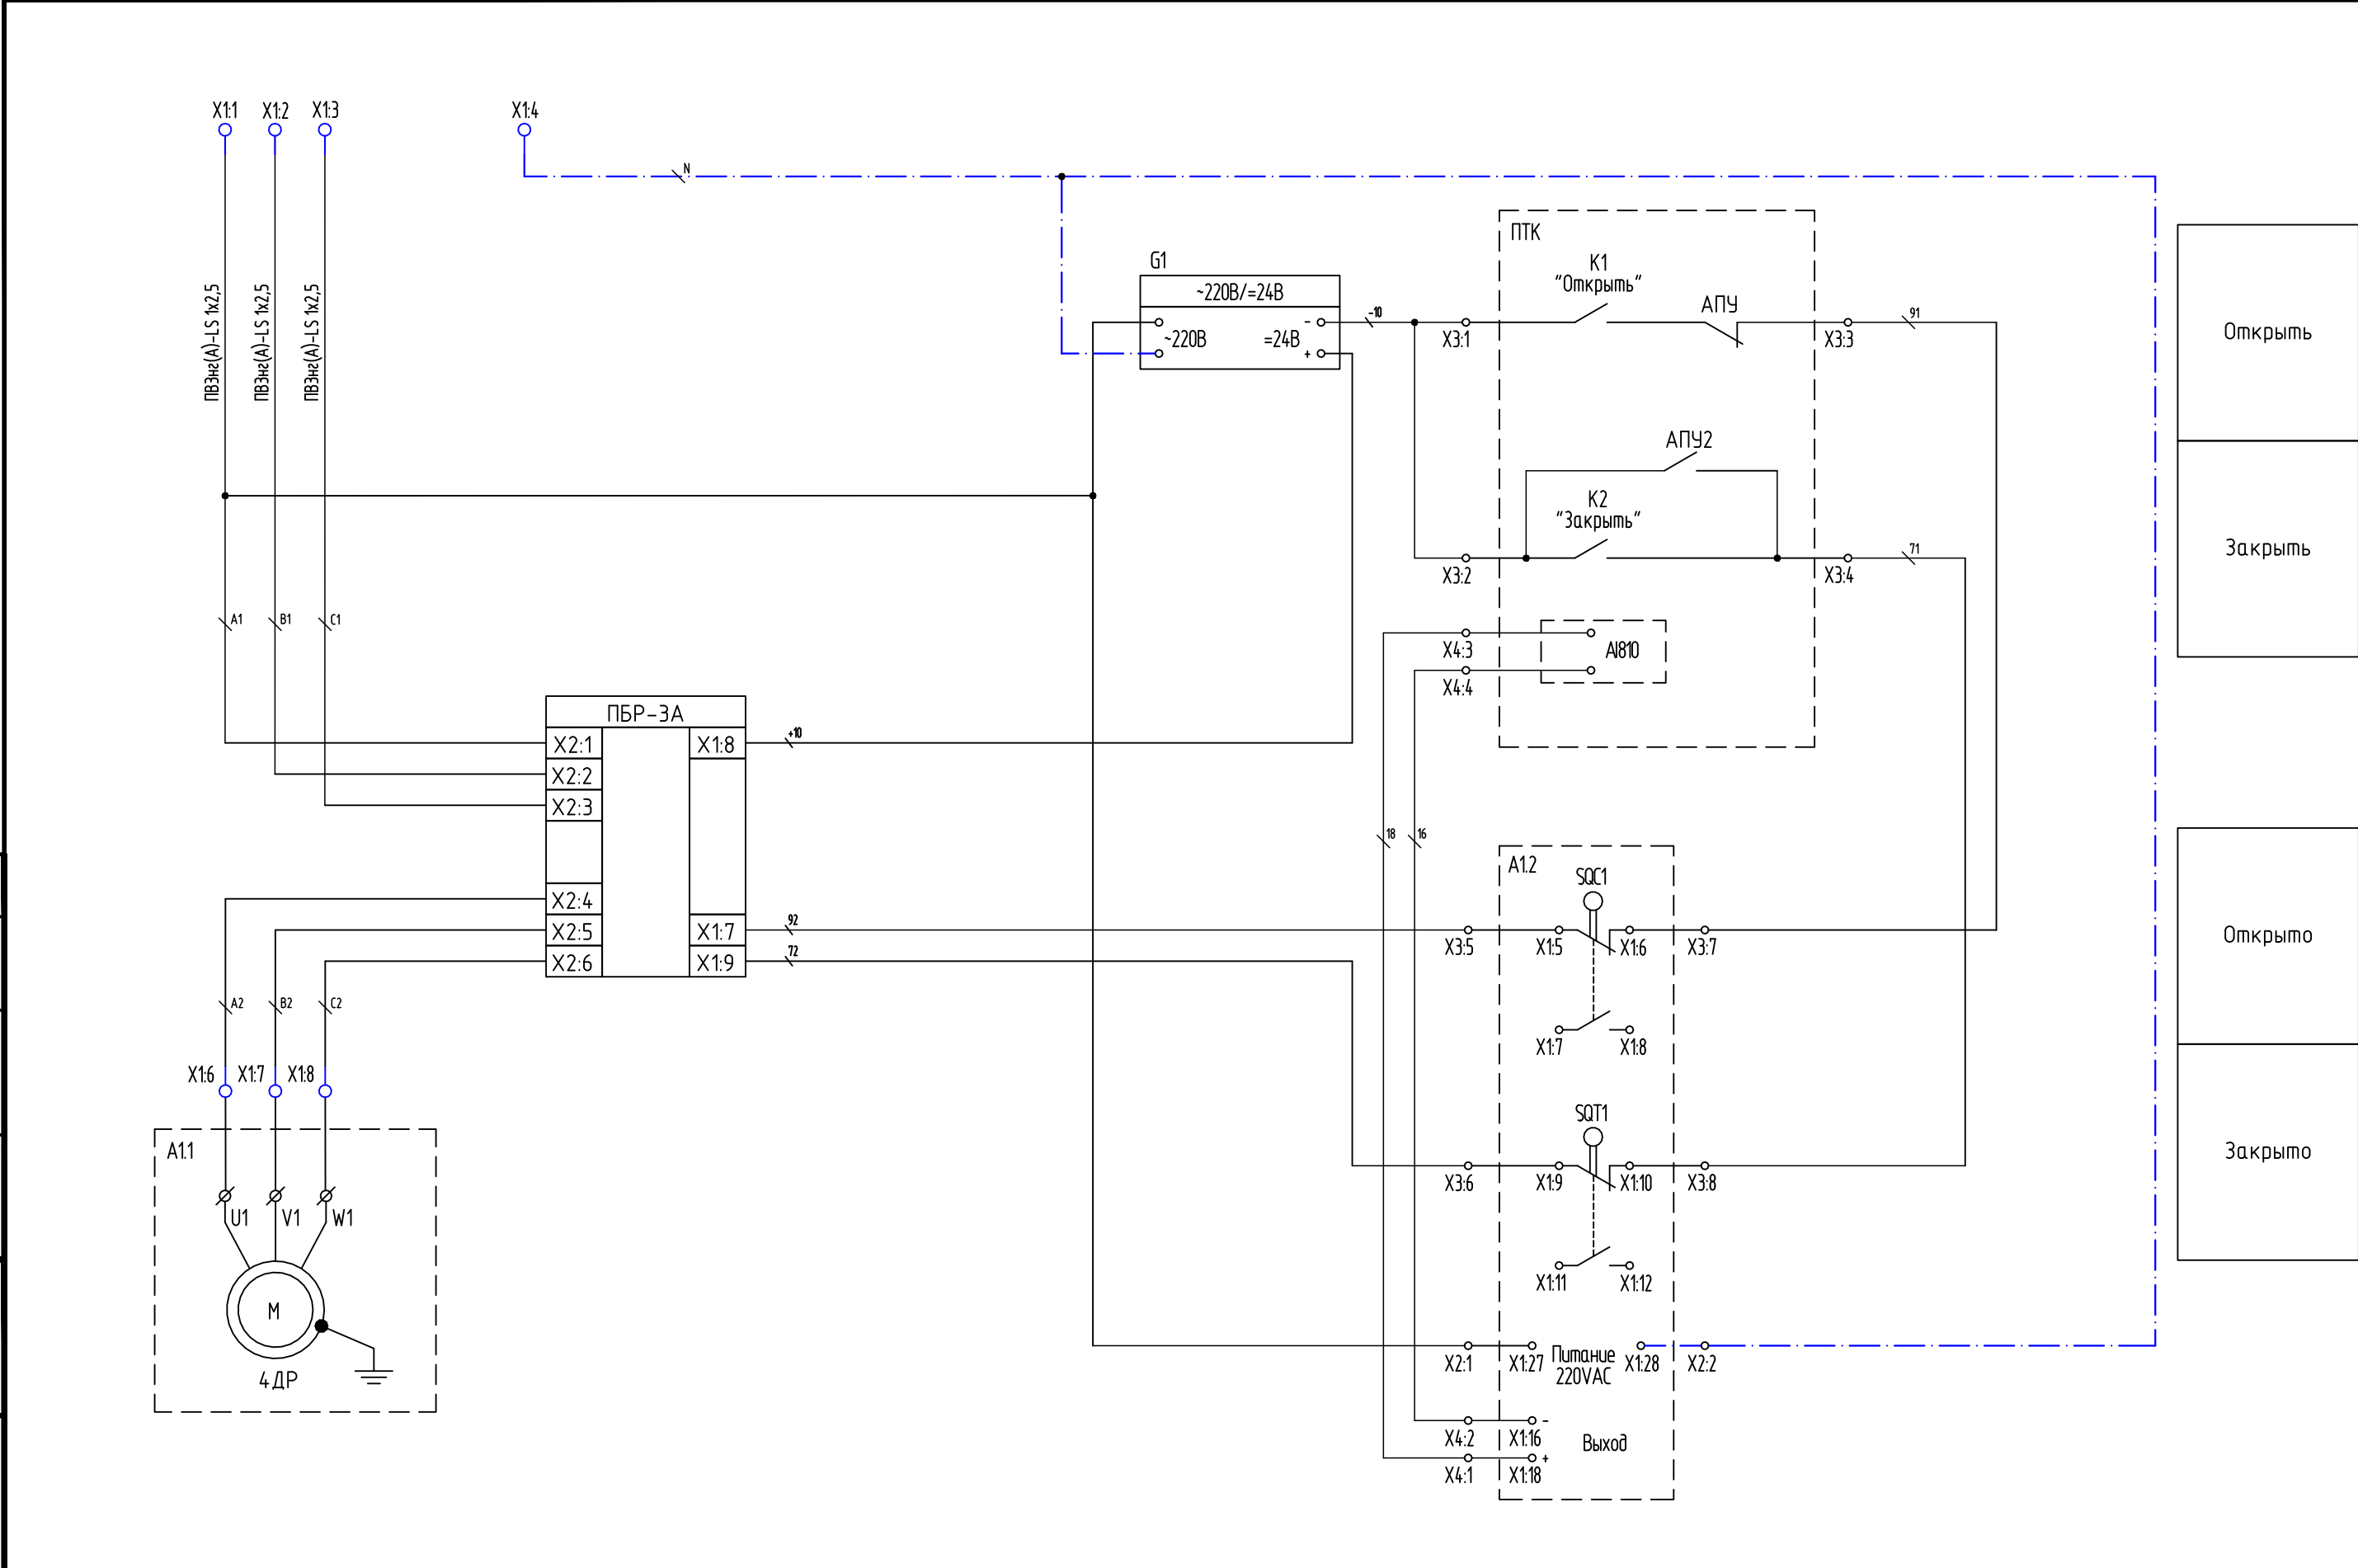 X1:1
X1:2
X1:3
X1:4
N
ПТК
G1
~220В/=24В
~220В
=24В
-
+
-10
K1
"Открыть"
АПУ
X3:1
X3:3
91
Открыть
ПВ3нг(А)-LS 1х2,5
ПВ3нг(А)-LS 1х2,5
ПВ3нг(А)-LS 1х2,5
АПУ2
K2
"Закрыть"
X3:2
X3:4
71
Закрыть
A1
B1
C1
X4:3
AI810
X4:4
ПБР-3А
X2:1
X1:8
+10
X2:2
X2:3
18
16
A1.2
SQC1
X2:4
X2:5
X1:7
92
X2:6
X1:9
72
X3:5
X1:5
X1:6
X3:7
Открыто
A2
B2
C2
X1:7
X1:8
X1:6
X1:7
X1:8
SQT1
A1.1
X3:6
X1:9
X1:10
X3:8
Закрыто
U1
V1
W1
X1:11
X1:12
M
4ДР
X2:1
X1:27
Питание
220VAC
X1:28
X2:2
-
X4:2
X1:16
Выход
+
X4:1
X1:18